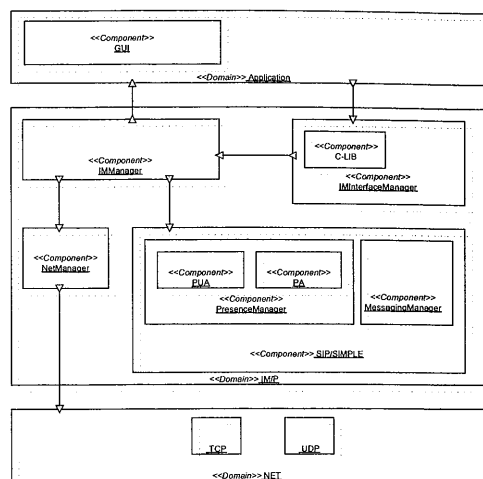 <<Component>>
GUI
<<Domain>> Application
<<Component>>
IMManager
<<Component>>
C-LIB
<<Component>>
IMInterfaceManager
<<Component>>
NetManager
<<Component>>
PUA
<<Component>>
PA
<<Component>>
PresenceManager
<<Component>>
MessagingManager
<<Component>> SIP/SIMPLE
<<Domain>> IM/P
TCP
UDP
<<Domain>> NET